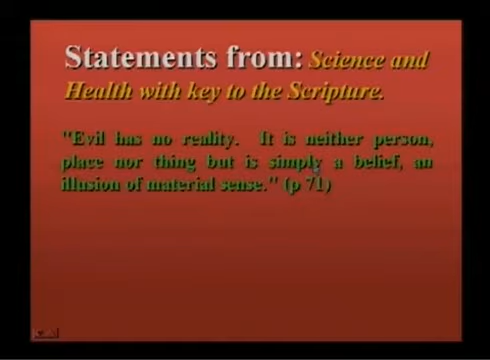 Statements from: Science and
Health with key to the Scripture.
"Evil has no reality. It is neither person,
place nor thing but is simply a belief, an
illusion of material sense." (p 71)